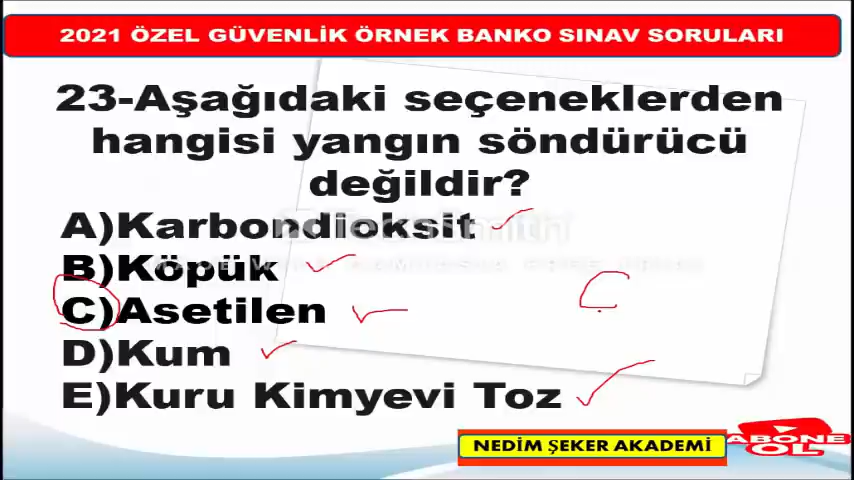 2021 ÖZEL GÜVENLİK ÖRNEK BANKO SINAV SORULARI
23-Aşağıdaki seçeneklerden
hangisi yangın söndürücü
değildir?
A)Karbondioksit
B)Köpük
C)Asetilen
D)Kum
E)Kuru Kimyevi Toz
NEDİM ŞEKER AKADEMİ
ABONE
OL